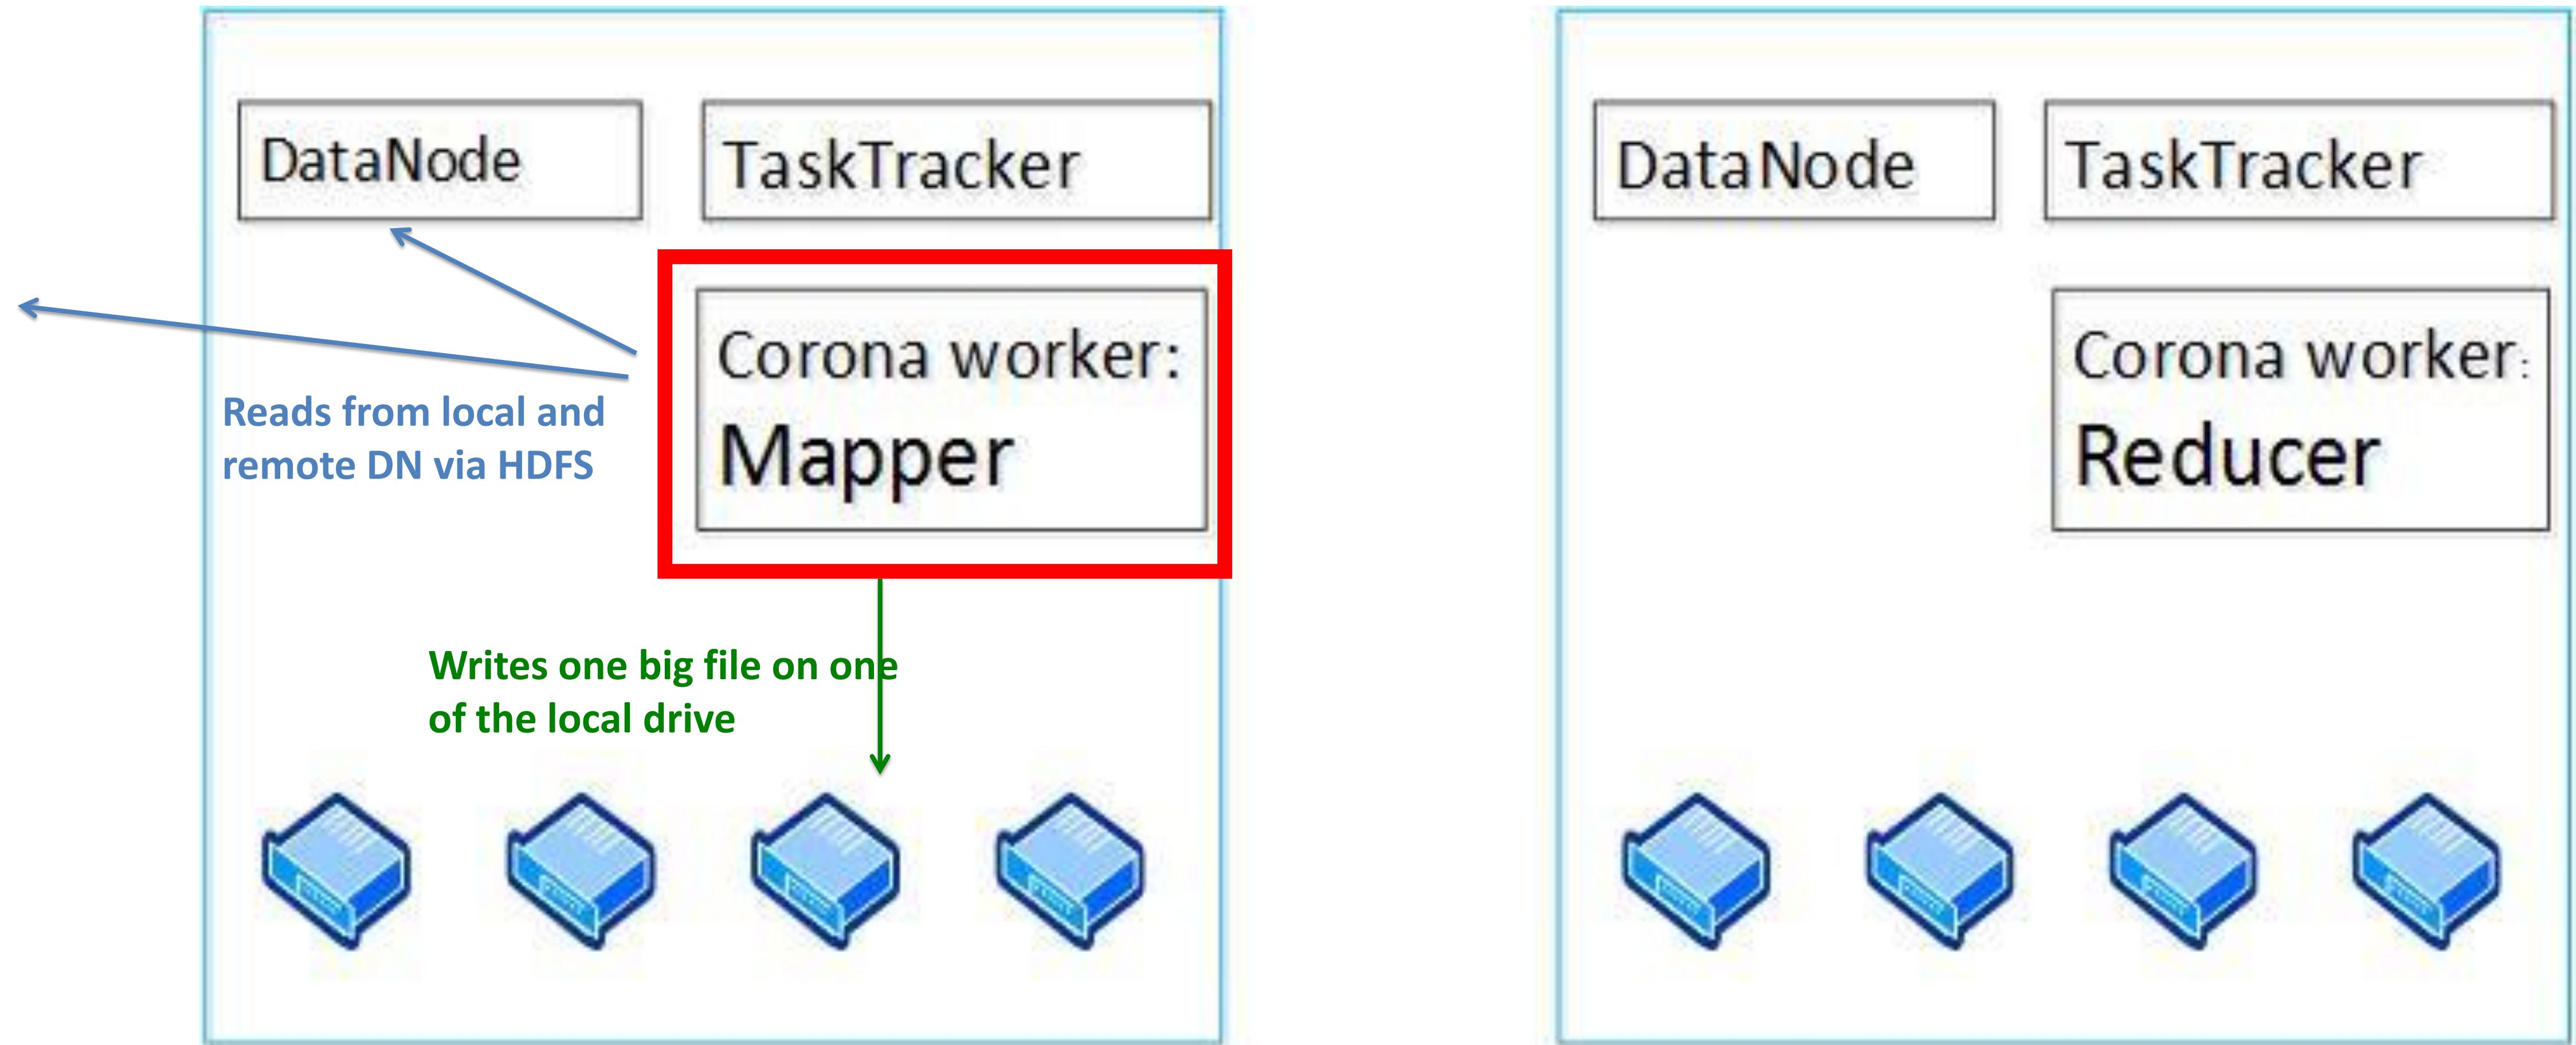 DataNode
TaskTracker
Corona worker:
Mapper
Reads from local and
remote DN via HDFS
Writes one big file on one
of the local drive
DataNode
TaskTracker
Corona worker:
Reducer